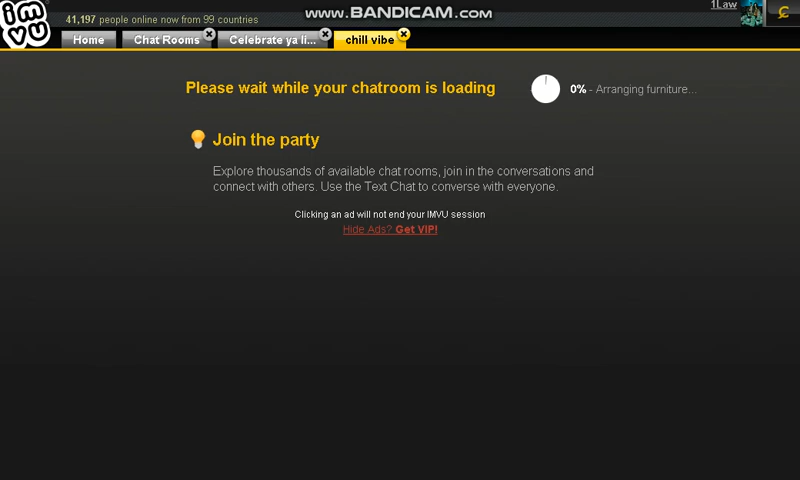 www.BANDICAM.com
1Law
imvu
41,197 people online now from 99 countries
Home
Chat Rooms
Celebrate ya li...
chill vibe
Please wait while your chatroom is loading
0% - Arranging furniture...
Join the party
Explore thousands of available chat rooms, join in the conversations and
connect with others. Use the Text Chat to converse with everyone.
Clicking an ad will not end your IMVU session
Hide Ads? Get VIP!